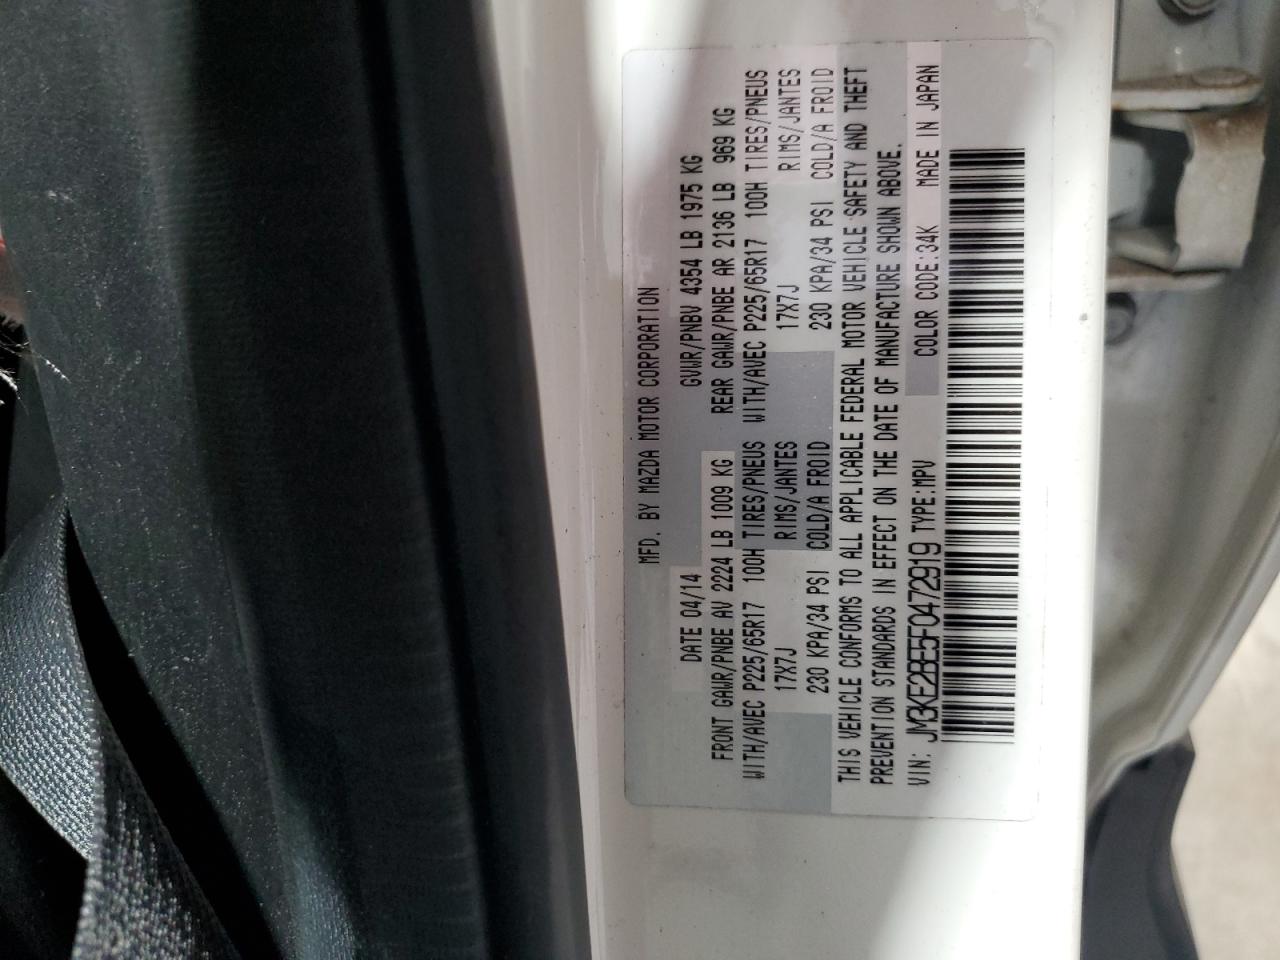 MFD. BY MAZDA MOTOR CORPORATION
DATE 04/14 GVWR/PNBV 4354 LB 1975 KG
FRONT GAWR/PNBE AV 2224 LB 1009 KG REAR GAWR/PNBE AR 2136 LB 969 KG
WITH/AVEC P225/65R17 100H TIRES/PNEUS WITH/AVEC P225/65R17 100H TIRES/PNEUS
17X7J RIMS/JANTES 17X7J RIMS/JANTES
230 KPA/34 PSI COLD/A FROID 230 KPA/34 PSI COLD/A FROID
THIS VEHICLE CONFORMS TO ALL APPLICABLE FEDERAL MOTOR VEHICLE SAFETY AND THEFT
PREVENTION STANDARDS IN EFFECT ON THE DATE OF MANUFACTURE SHOWN ABOVE.
VIN: JM3KE2BE5F0472919 TYPE:MPV COLOR CODE:34K MADE IN JAPAN